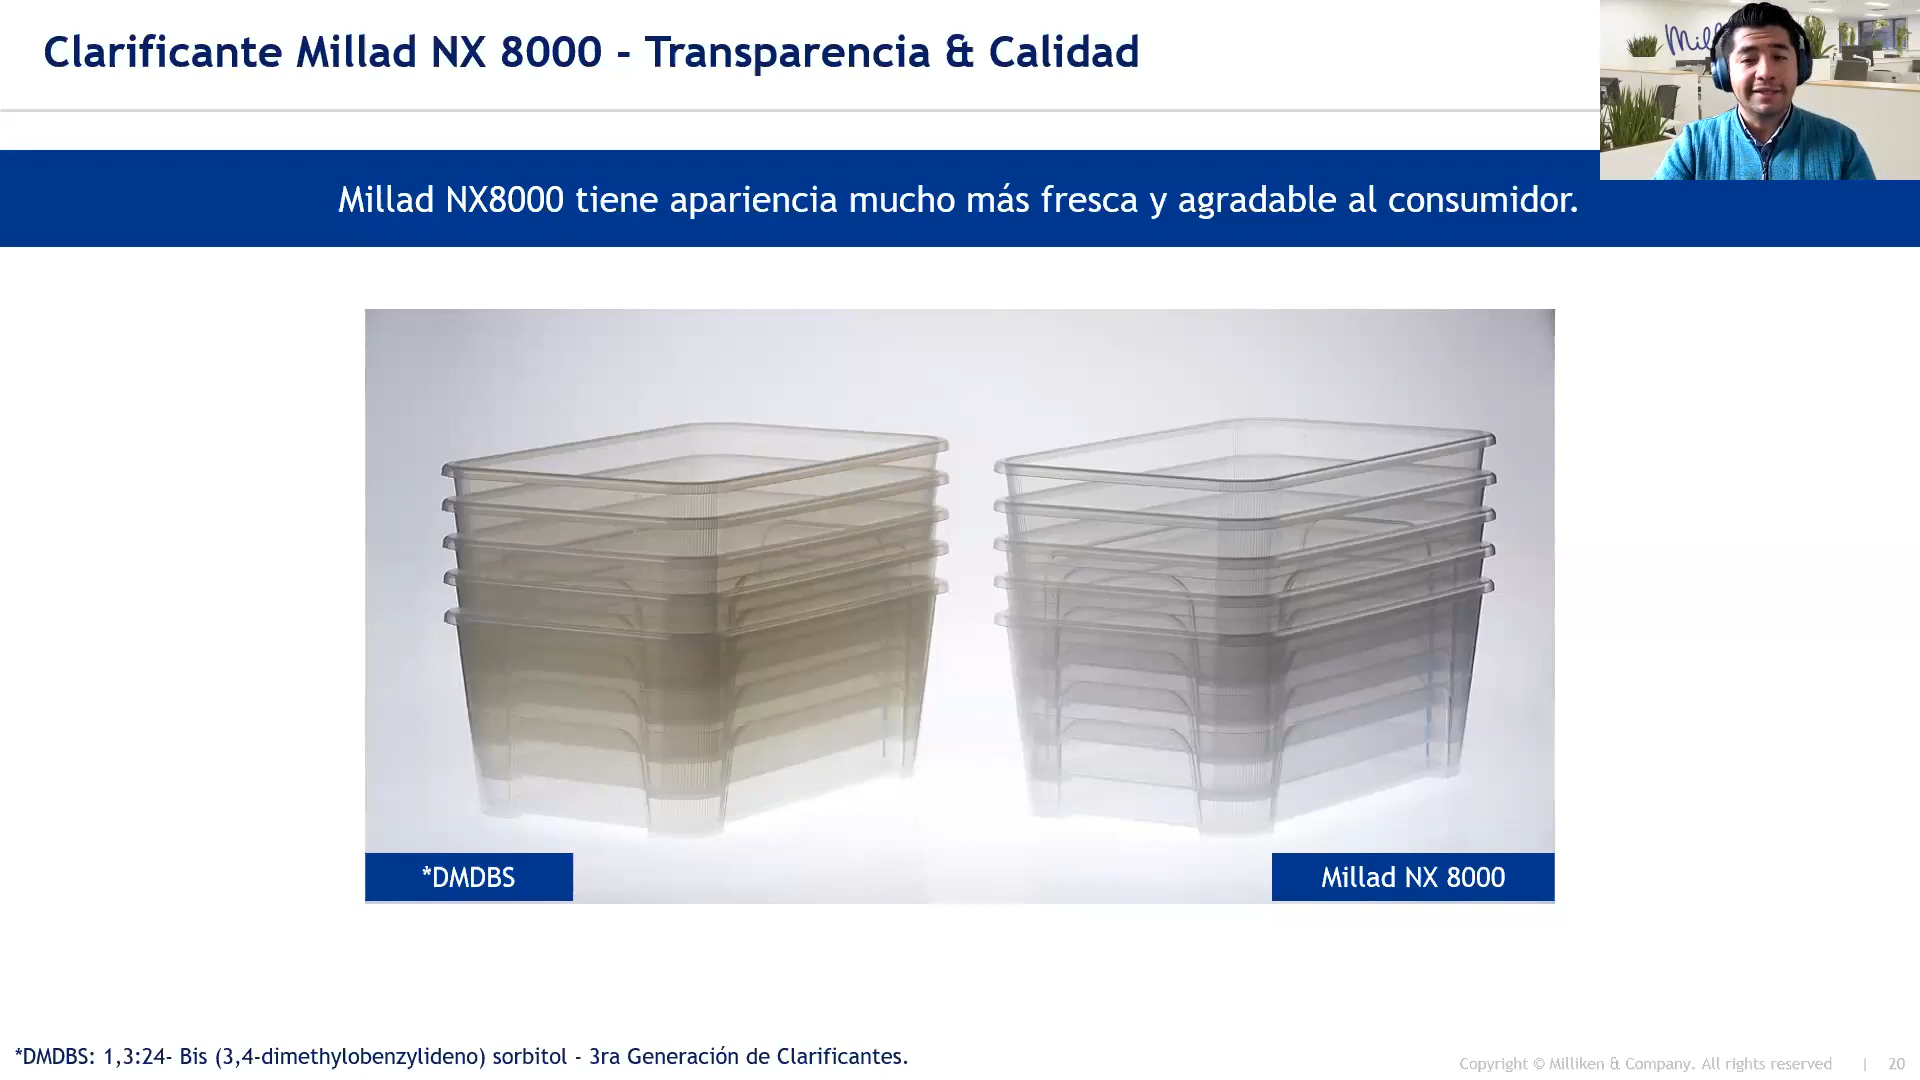 Clarificante Millad NX 8000 - Transparencia & Calidad
Millad NX8000 tiene apariencia mucho más fresca y agradable al consumidor.
*DMDBS
Millad NX 8000
*DMDBS: 1,3:24- Bis (3,4-dimethylobenzylideno) sorbitol - 3ra Generación de Clarificantes.
Copyright © Milliken & Company. All rights reserved | 20